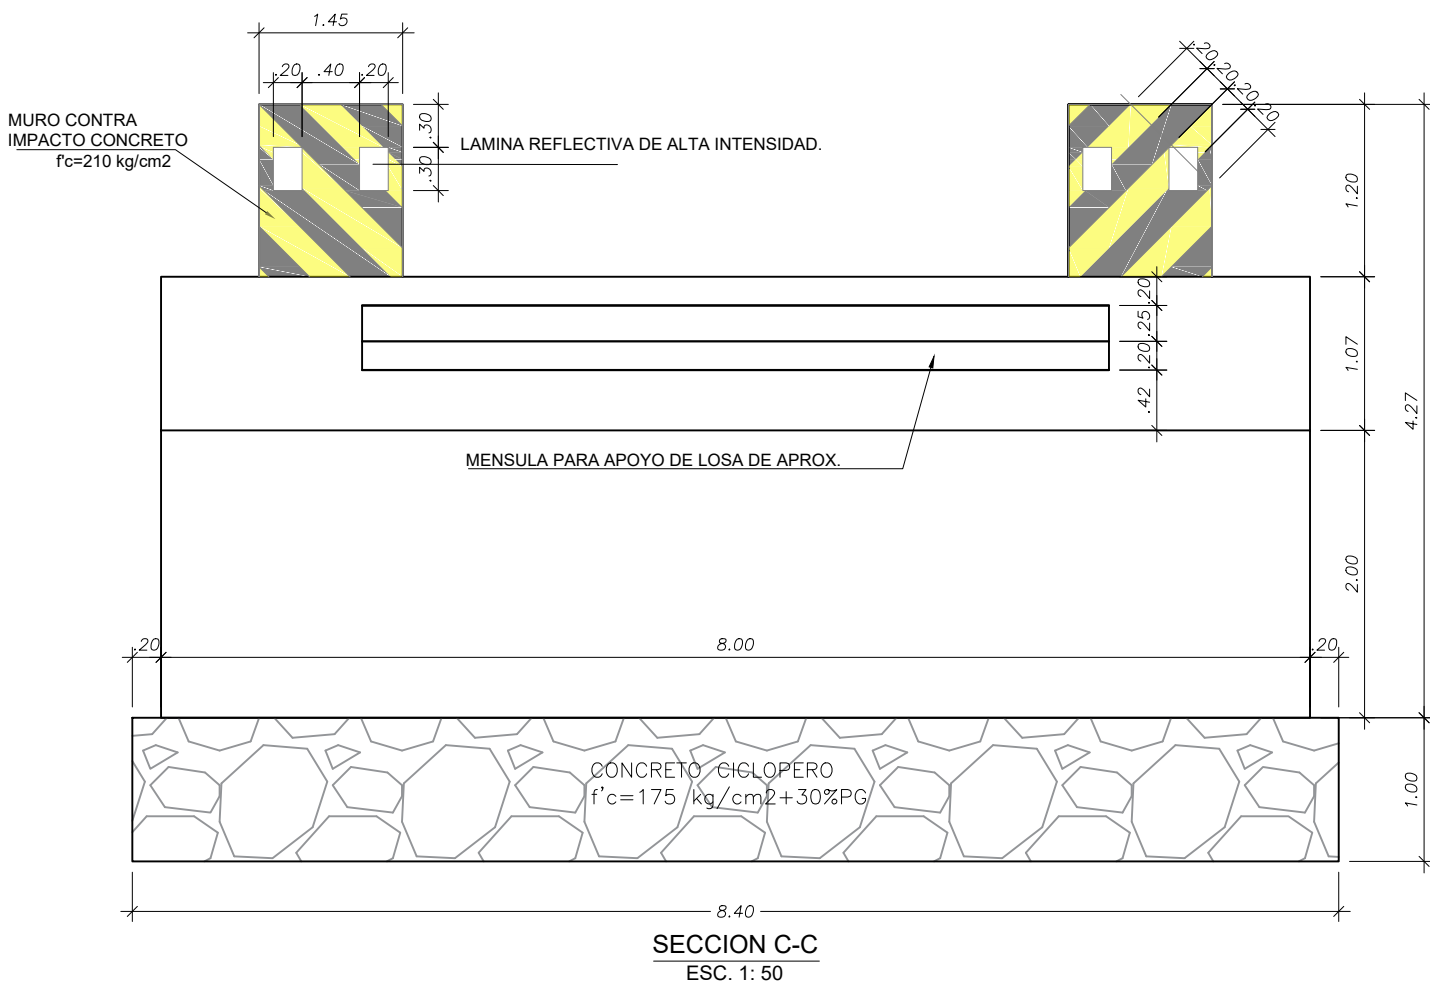 1.45
.20
.40
.20
.20
.20
.20
.20
MURO CONTRA
IMPACTO CONCRETO
f'c=210 kg/cm2
.30
.30
LAMINA REFLECTIVA DE ALTA INTENSIDAD.
1.20
.20
.25
.20
.42
1.07
4.27
MENSULA PARA APOYO DE LOSA DE APROX.
2.00
.20
8.00
.20
CONCRETO CICLOPERO
f'c=175 kg/cm2+30%PG
1.00
8.40
SECCION C-C
ESC. 1: 50